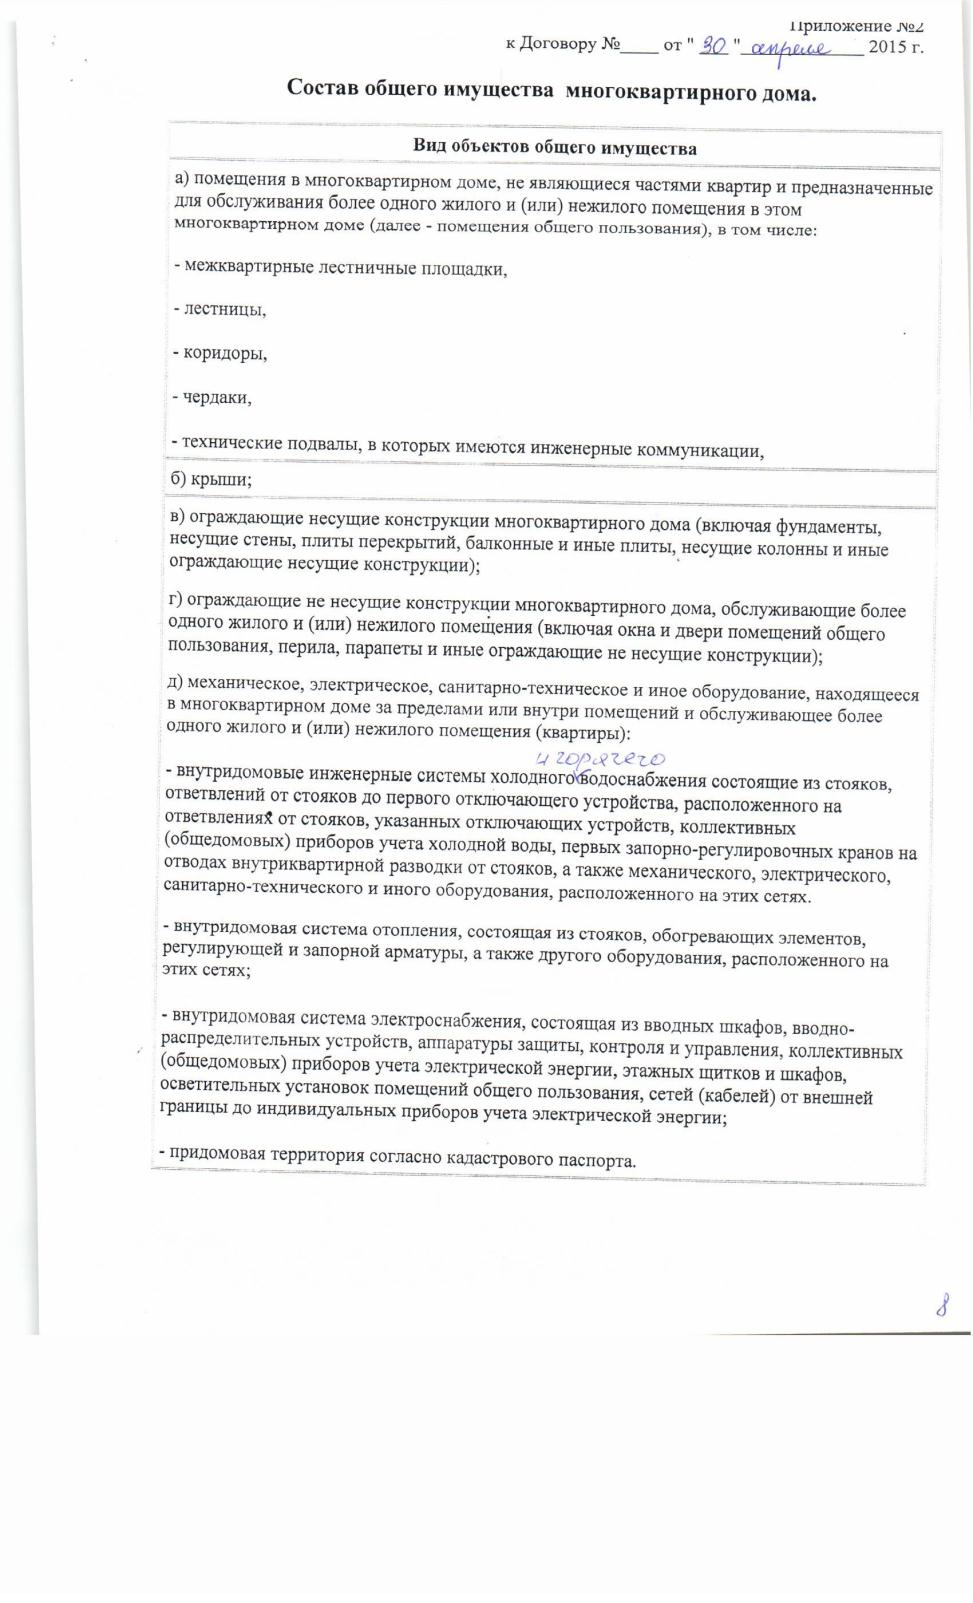 Приложение №2
к Договору №____ от " 30 " апреля 2015 г.
Состав общего имущества многоквартирного дома.
Вид объектов общего имущества
а) помещения в многоквартирном доме, не являющиеся частями квартир и предназначенные
для обслуживания более одного жилого и (или) нежилого помещения в этом
многоквартирном доме (далее - помещения общего пользования), в том числе:
- межквартирные лестничные площадки,
- лестницы,
- коридоры,
- чердаки,
- технические подвалы, в которых имеются инженерные коммуникации,
б) крыши;
в) ограждающие несущие конструкции многоквартирного дома (включая фундаменты,
несущие стены, плиты перекрытий, балконные и иные плиты, несущие колонны и иные
ограждающие несущие конструкции);
г) ограждающие не несущие конструкции многоквартирного дома, обслуживающие более
одного жилого и (или) нежилого помещения (включая окна и двери помещений общего
пользования, перила, парапеты и иные ограждающие не несущие конструкции);
д) механическое, электрическое, санитарно-техническое и иное оборудование, находящееся
в многоквартирном доме за пределами или внутри помещений и обслуживающее более
одного жилого и (или) нежилого помещения (квартиры):
и горячего
- внутридомовые инженерные системы холодного водоснабжения состоящие из стояков,
ответвлений от стояков до первого отключающего устройства, расположенного на
ответвлениях от стояков, указанных отключающих устройств, коллективных
(общедомовых) приборов учета холодной воды, первых запорно-регулировочных кранов на
отводах внутриквартирной разводки от стояков, а также механического, электрического,
санитарно-технического и иного оборудования, расположенного на этих сетях.
- внутридомовая система отопления, состоящая из стояков, обогревающих элементов,
регулирующей и запорной арматуры, а также другого оборудования, расположенного на
этих сетях;
- внутридомовая система электроснабжения, состоящая из вводных шкафов, вводно-
распределительных устройств, аппаратуры защиты, контроля и управления, коллективных
(общедомовых) приборов учета электрической энергии, этажных щитков и шкафов,
осветительных установок помещений общего пользования, сетей (кабелей) от внешней
границы до индивидуальных приборов учета электрической энергии;
- придомовая территория согласно кадастрового паспорта.
8